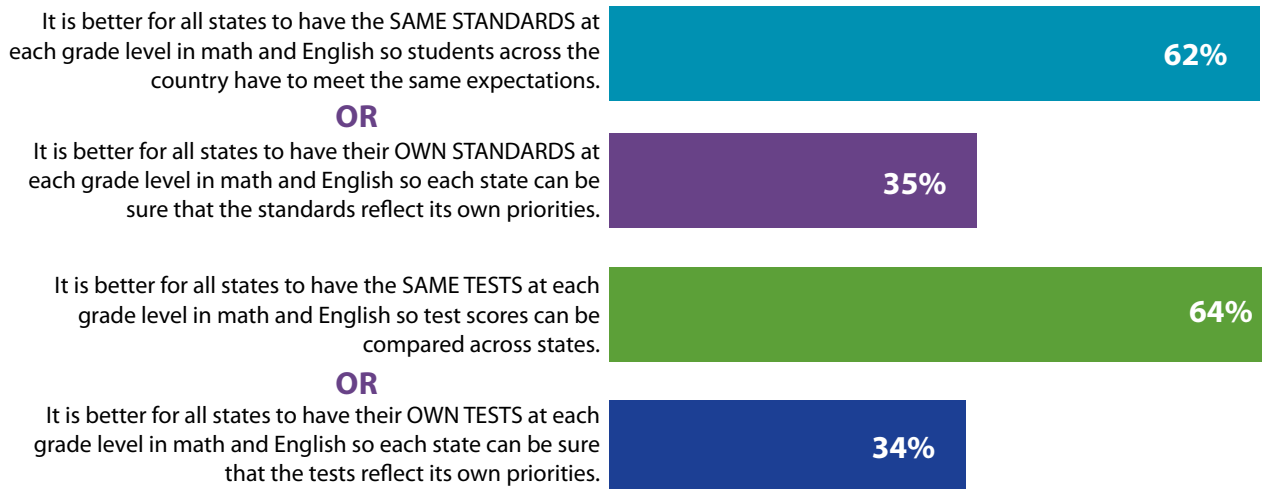 It is better for all states to have the SAME STANDARDS at
each grade level in math and English so students across the
country have to meet the same expectations.
62%
OR
It is better for all states to have their OWN STANDARDS at
each grade level in math and English so each state can be
sure that the standards reflect its own priorities.
35%
It is better for all states to have the SAME TESTS at each
grade level in math and English so test scores can be
compared across states.
64%
OR
It is better for all states to have their OWN TESTS at each
grade level in math and English so each state can be sure
that the tests reflect its own priorities.
34%